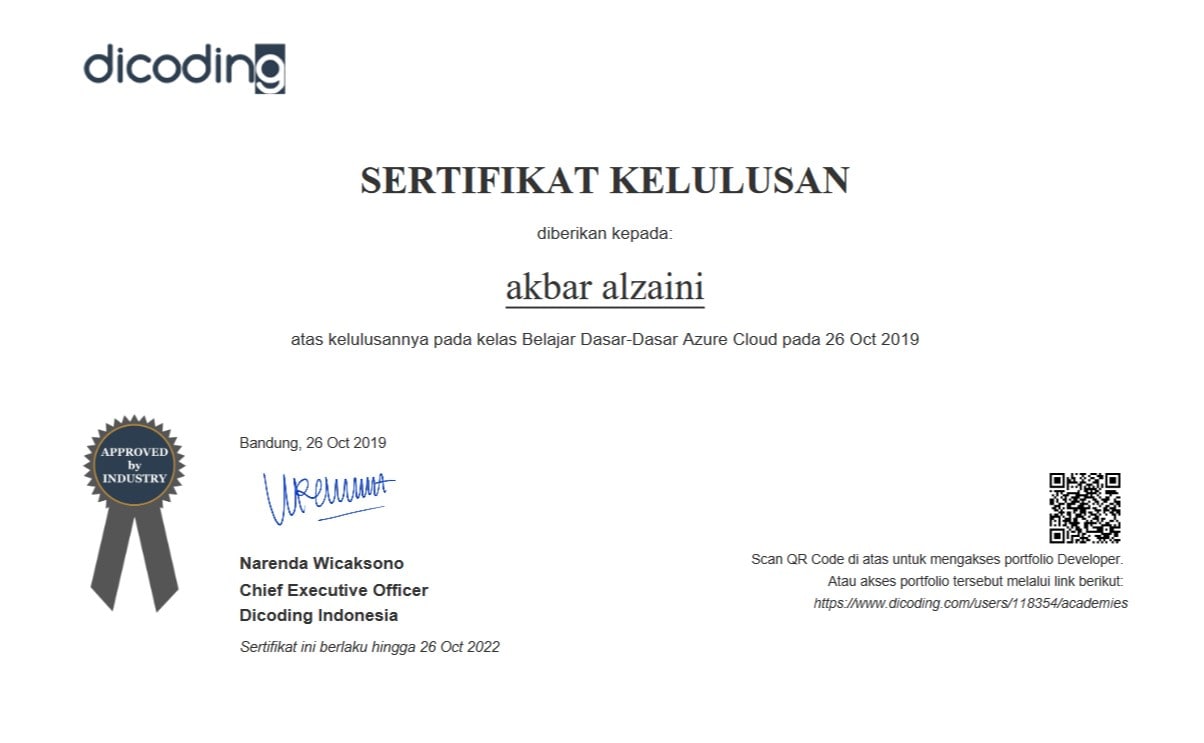 dicoding
SERTIFIKAT KELULUSAN
diberikan kepada:
akbar alzaini
atas kelulusannya pada kelas Belajar Dasar-Dasar Azure Cloud pada 26 Oct 2019
APPROVED
by
INDUSTRY
Bandung, 26 Oct 2019
Narenda Wicaksono
Chief Executive Officer
Dicoding Indonesia
Sertifikat ini berlaku hingga 26 Oct 2022
Scan QR Code di atas untuk mengakses portfolio Developer.
Atau akses portfolio tersebut melalui link berikut:
https://www.dicoding.com/users/118354/academies